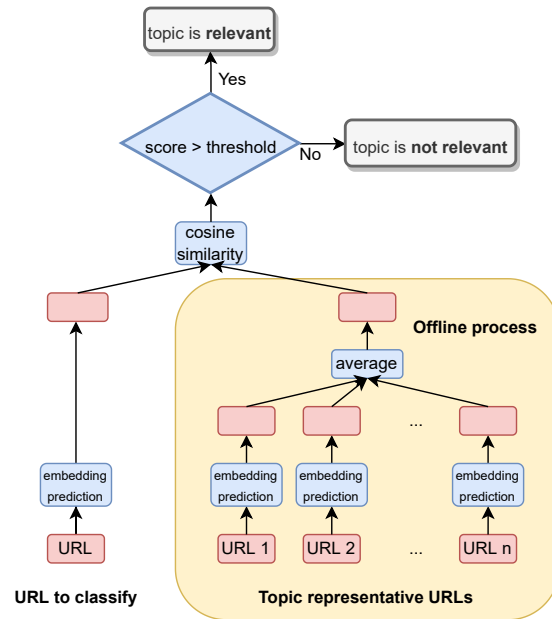 topic is relevant
Yes
score > threshold
No
topic is not relevant
cosine
similarity
Offline process
average
...
embedding
prediction
embedding
prediction
embedding
prediction
embedding
prediction
URL
URL 1
URL 2
...
URL n
URL to classify
Topic representative URLs